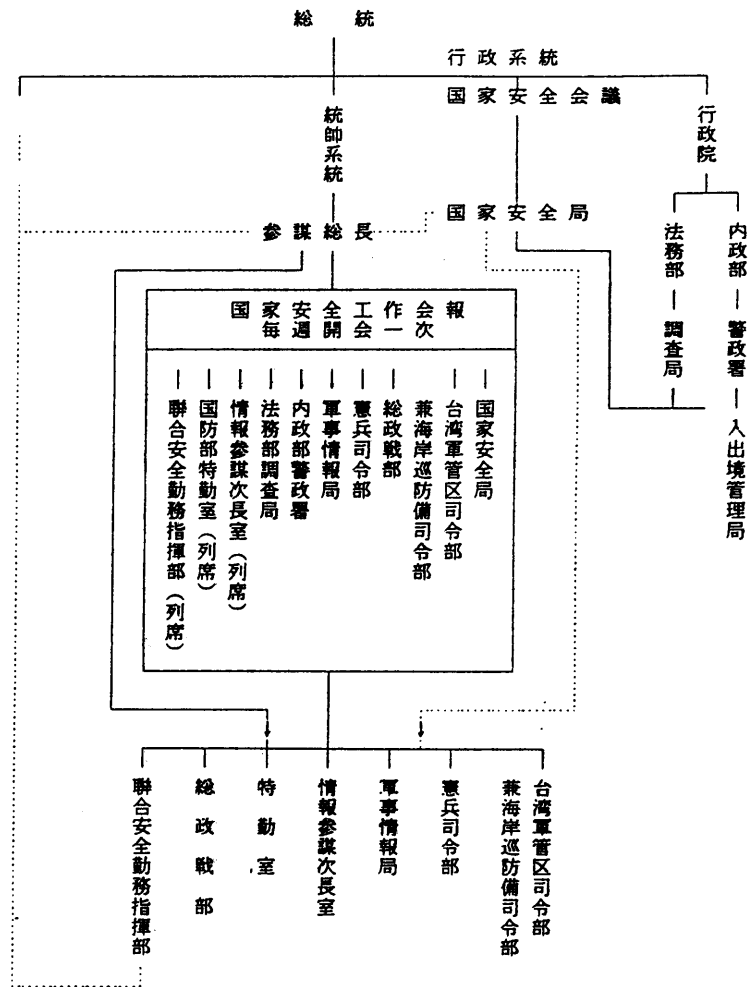 総統
行政系統
国家安全会議
行政院
統帥系統
国家安全局
参謀総長
内政部
警政署
入出境管理局
法務部
調査局
国家安全工作会報
毎週開会一次
国家安全局
台湾軍管区司令部
兼海岸巡防備司令部
総政戦部
憲兵司令部
軍事情報局
内政部警政署
法務部調査局
情報参謀次長室（列席）
国防部特勤室（列席）
聯合安全勤務指揮部（列席）
台湾軍管区司令部
兼海岸巡防備司令部
憲兵司令部
軍事情報局
情報参謀次長室
特勤室
総政戦部
聯合安全勤務指揮部